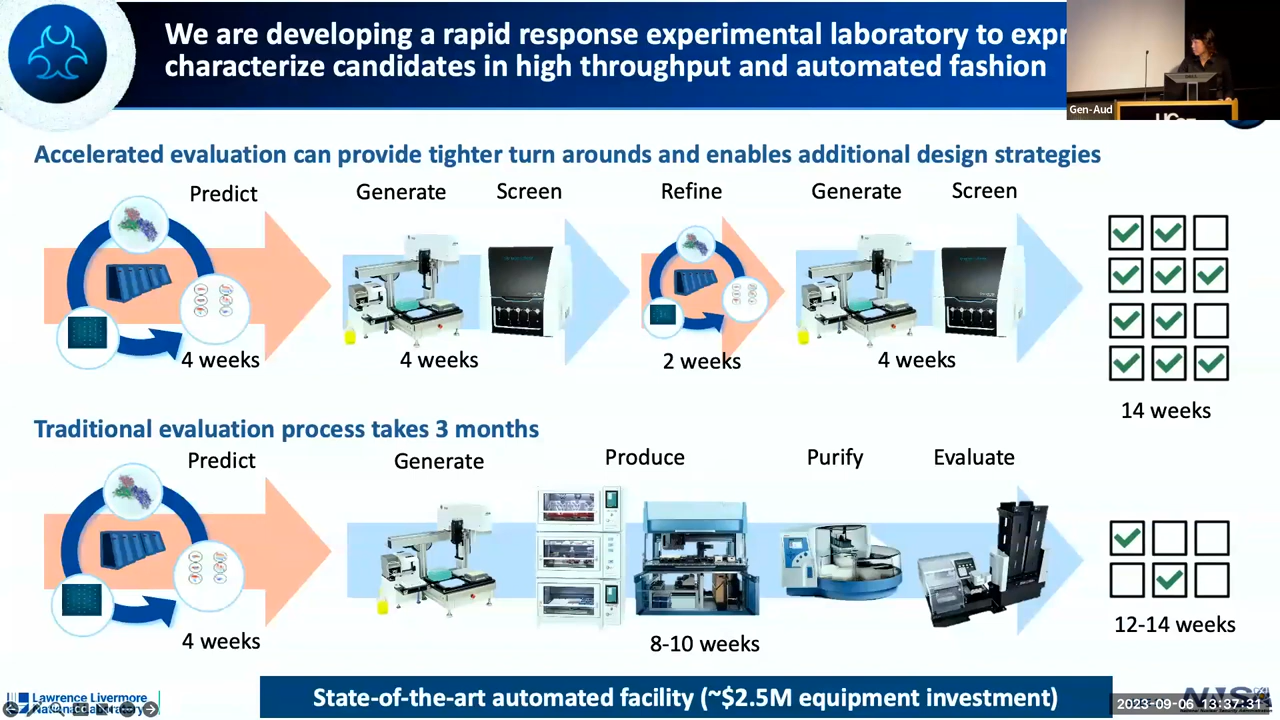 We are developing a rapid response experimental laboratory to expr
characterize candidates in high throughput and automated fashion
Gen-Aud
Accelerated evaluation can provide tighter turn arounds and enables additional design strategies
Predict
Generate
Screen
Refine
Generate
Screen
4 weeks
4 weeks
2 weeks
4 weeks
14 weeks
Traditional evaluation process takes 3 months
Predict
Generate
Produce
Purify
Evaluate
4 weeks
8-10 weeks
12-14 weeks
Lawrence Livermore
National Laboratory
State-of-the-art automated facility (~$2.5M equipment investment)
2023-09-06 13:37:31